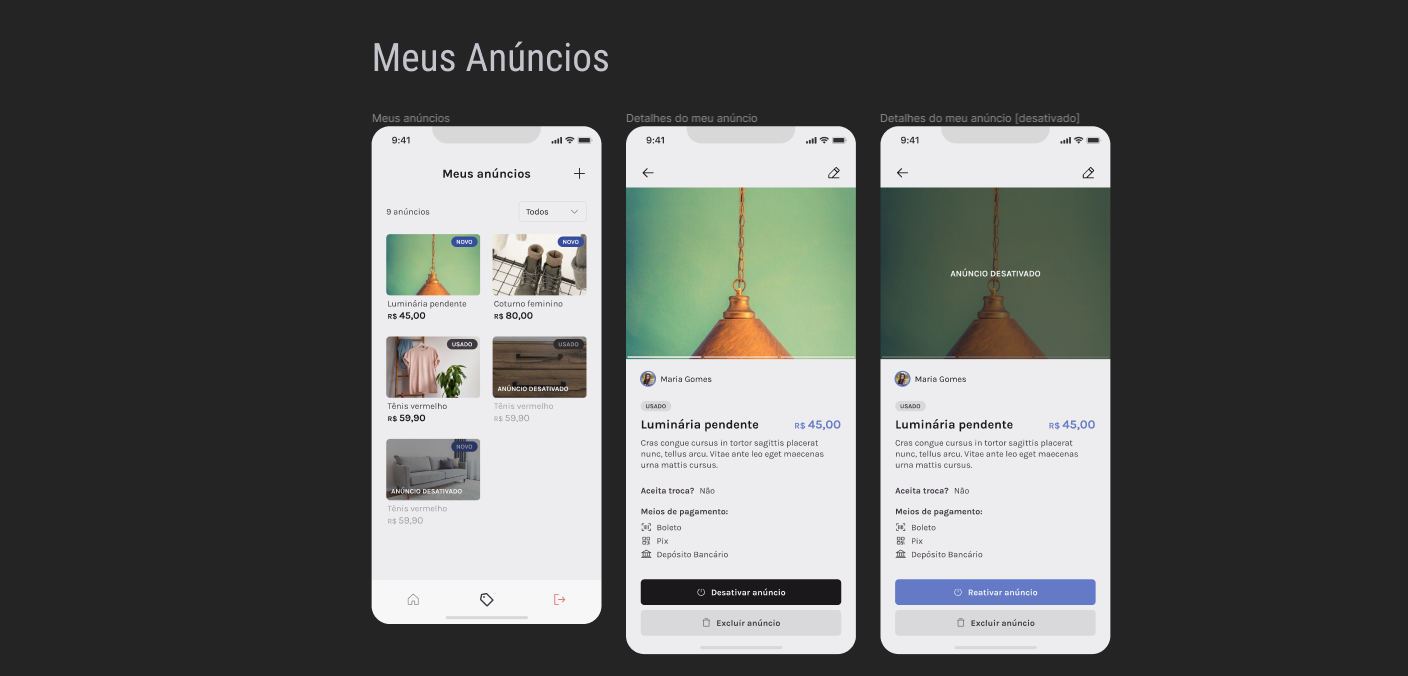 Meus Anúncios
Meus anúncios
9:41
Meus anúncios
9 anúncios
Todos
NOVO
NOVO
Luminária pendente
R$ 45,00
Coturno feminino
R$ 80,00
USADO
USADO
ANÚNCIO DESATIVADO
Tênis vermelho
R$ 59,90
Tênis vermelho
R$ 59,90
NOVO
ANÚNCIO DESATIVADO
Tênis vermelho
R$ 59,90
Detalhes do meu anúncio
9:41
Maria Gomes
USADO
Luminária pendente
R$ 45,00
Cras congue cursus in tortor sagittis placerat
nunc, tellus arcu. Vitae ante leo eget maecenas
urna mattis cursus.
Aceita troca? Não
Meios de pagamento:
Boleto
Pix
Depósito Bancário
Desativar anúncio
Excluir anúncio
Detalhes do meu anúncio [desativado]
9:41
ANÚNCIO DESATIVADO
Maria Gomes
USADO
Luminária pendente
R$ 45,00
Cras congue cursus in tortor sagittis placerat
nunc, tellus arcu. Vitae ante leo eget maecenas
urna mattis cursus.
Aceita troca? Não
Meios de pagamento:
Boleto
Pix
Depósito Bancário
Reativar anúncio
Excluir anúncio